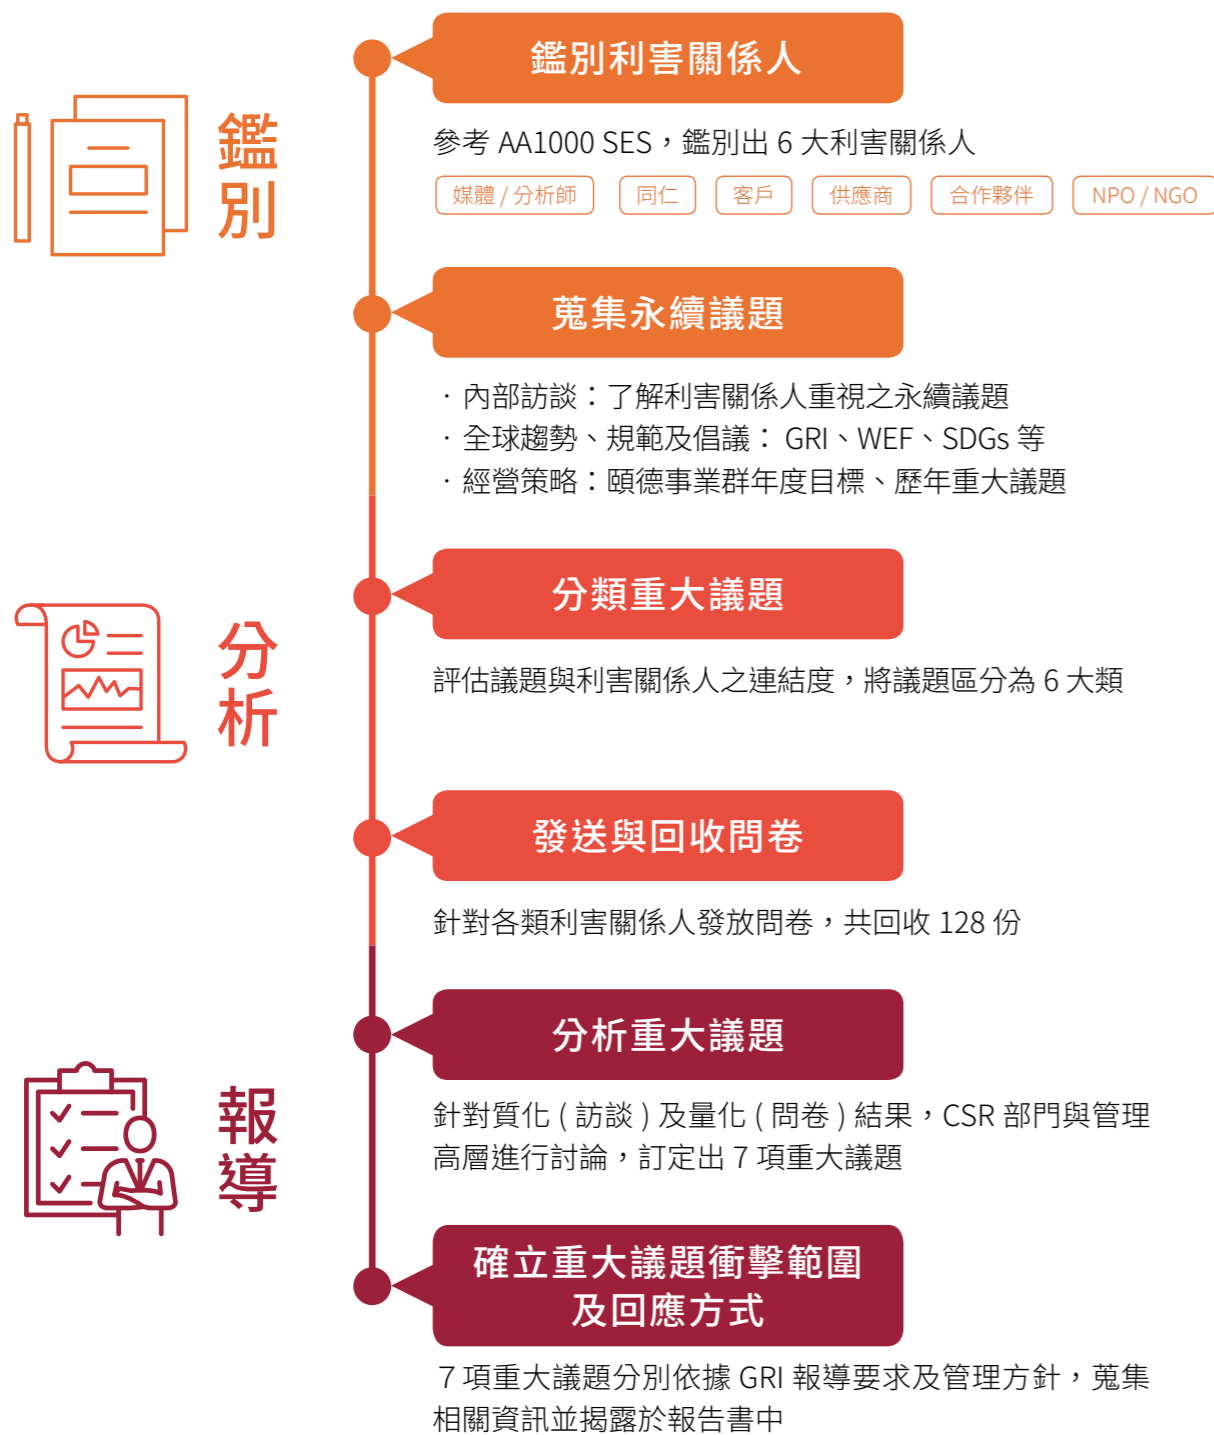 鑑別
鑑別利害關係人
參考 AA1000 SES，鑑別出 6 大利害關係人
媒體 / 分析師 同仁 客戶 供應商 合作夥伴 NPO / NGO
蒐集永續議題
· 內部訪談：了解利害關係人重視之永續議題
· 全球趨勢、規範及倡議： GRI、WEF、SDGs 等
· 經營策略：頤德事業群年度目標、歷年重大議題
分析
分類重大議題
評估議題與利害關係人之連結度，將議題區分為 6 大類
發送與回收問卷
針對各類利害關係人發放問卷，共回收 128 份
報導
分析重大議題
針對質化 ( 訪談 ) 及量化 ( 問卷 ) 結果，CSR 部門與管理
高層進行討論，訂定出 7 項重大議題
確立重大議題衝擊範圍
及回應方式
７項重大議題分別依據 GRI 報導要求及管理方針，蒐集
相關資訊並揭露於報告書中